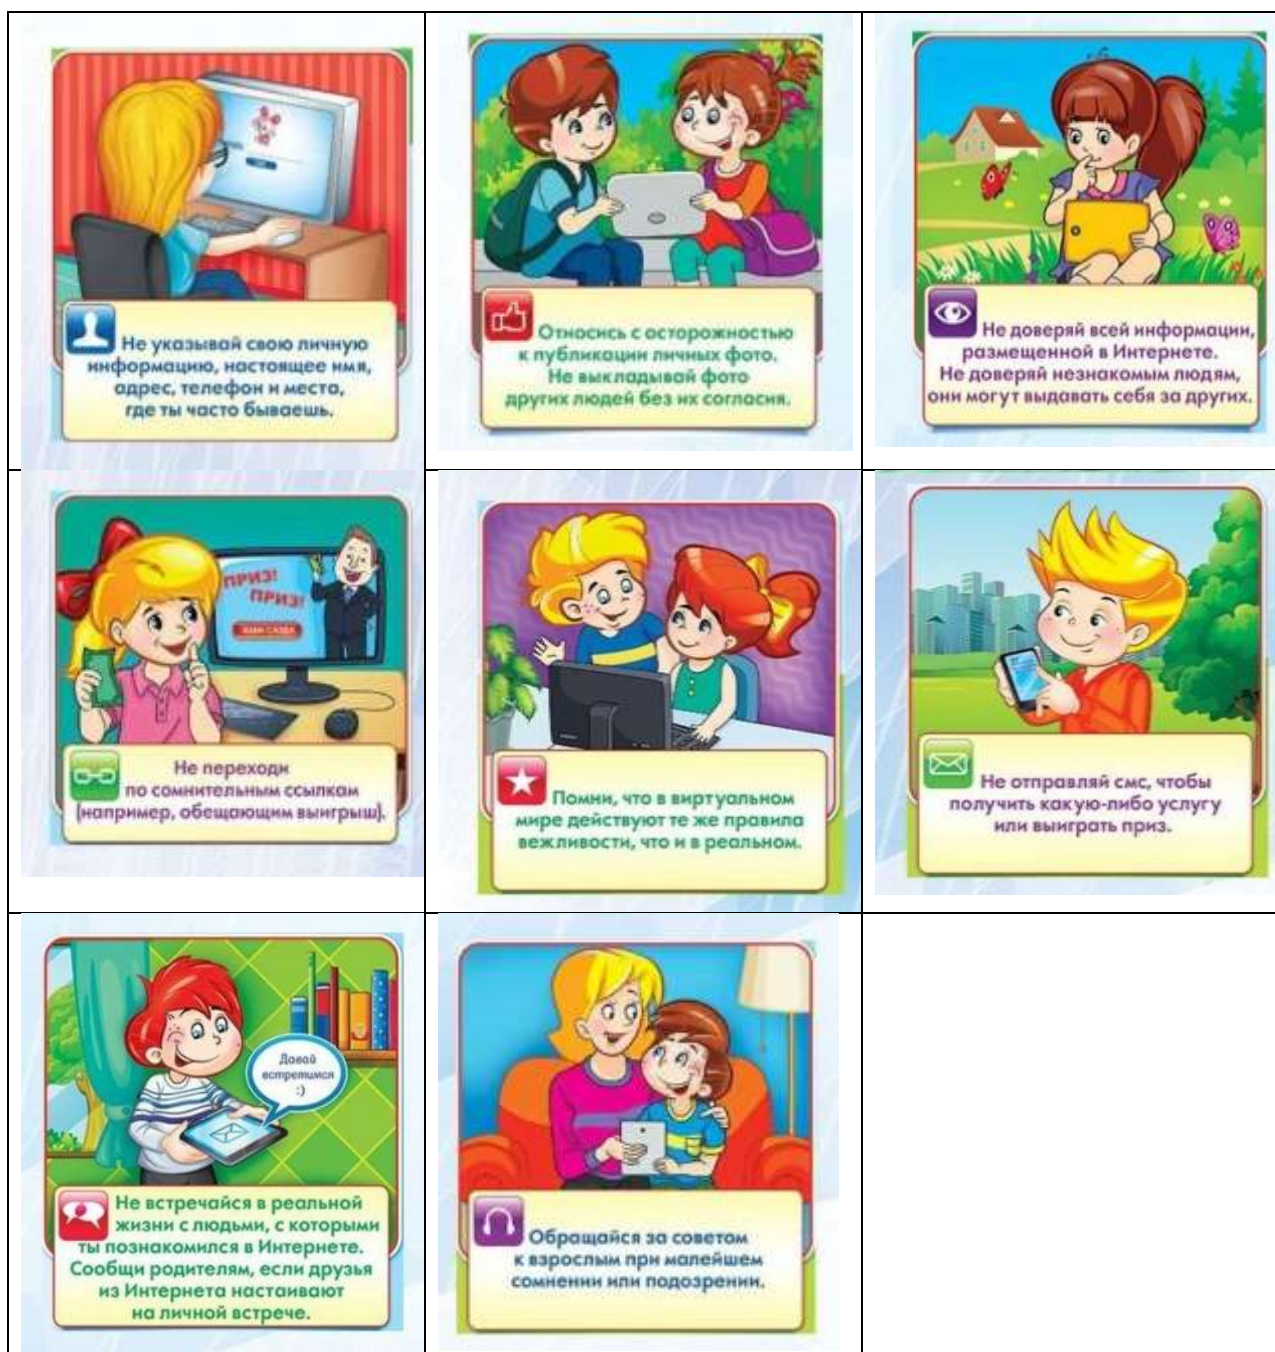 Не указывай свою личную
информацию, настоящее имя,
адрес, телефон и места,
где ты часто бываешь.
Относись с осторожностью
к публикации личных фото.
Не выкладывай фото
других людей без их согласия.
Не доверяй всей информации,
размещенной в Интернете.
Не доверяй незнакомым людям,
они могут выдавать себя за других.
ПРИЗ!
ПРИЗ!
Не переходи
по сомнительным ссылкам
(например, обещающим выигрыш).
Помни, что в виртуальном
мире действуют те же правила
вежливости, что и в реальном.
Не отправляй смс, чтобы
получить какую-либо услугу
или выиграть приз.
Давай
встретимся
:)
Не встречайся в реальной
жизни с людьми, с которыми
ты познакомился в Интернете.
Сообщи родителям, если друзья
из Интернета настаивают
на личной встрече.
Обращайся за советом
к взрослым при малейшем
сомнении или подозрении.